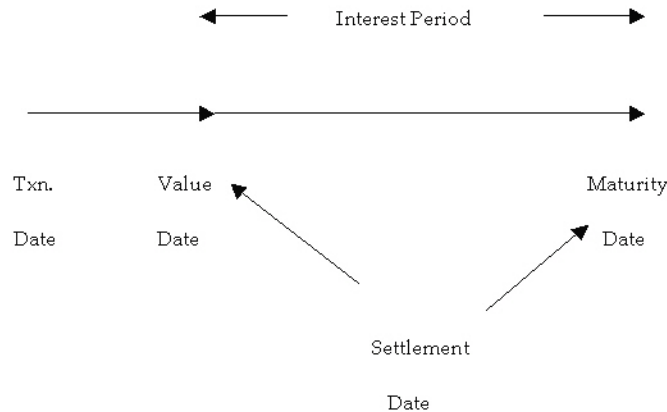 Interest Period
Txn. Value Maturity
Date Date Date
Settlement
Date